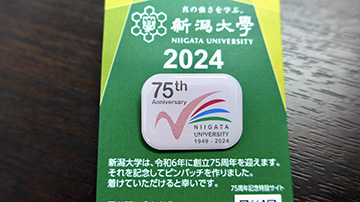 真の強さを学ぶ。
新潟大學
NIIGATA UNIVERSITY
2024
75th
Anniversary
NIIGATA
UNIVERSITY
1949 - 2024
新潟大学は、令和6年に創立75周年を迎えます。
それを記念してピンバッチを作りました。
着けていただけると幸いです。
75周年記念特設サイト